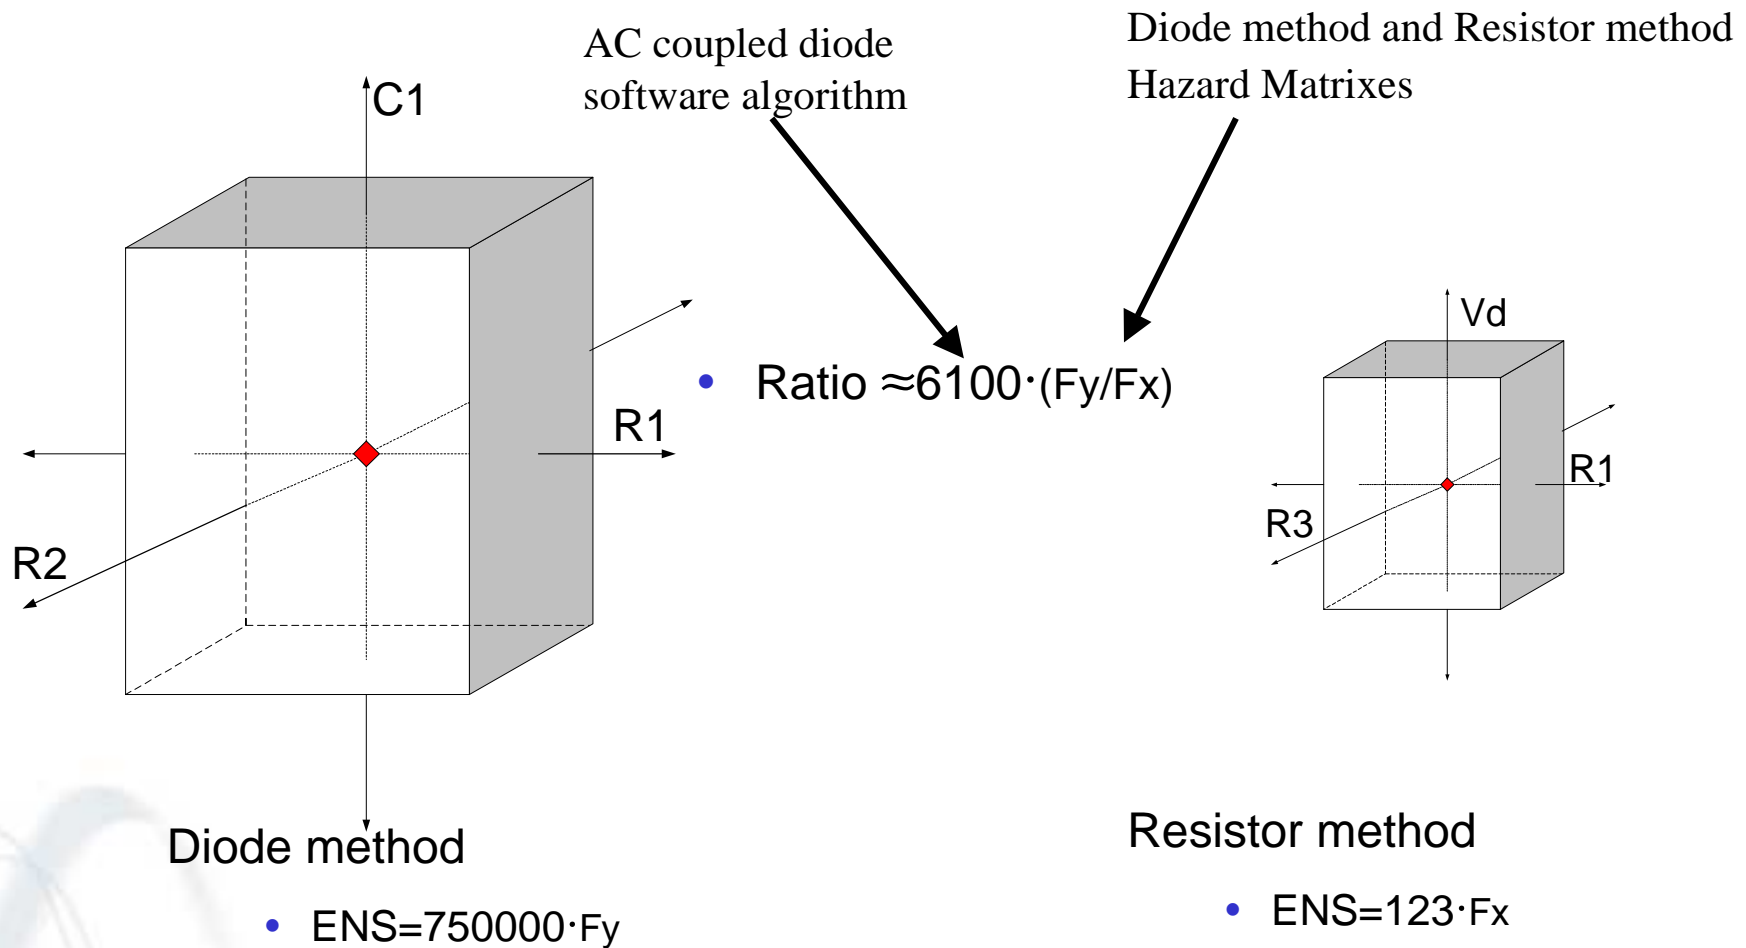 AC coupled diode
software algorithm
Diode method and Resistor method
Hazard Matrixes
C1
R1
R2
• Ratio ≈6100·(Fy/Fx)
Vd
R1
R3
Diode method
• ENS=750000·Fy
Resistor method
• ENS=123·Fx